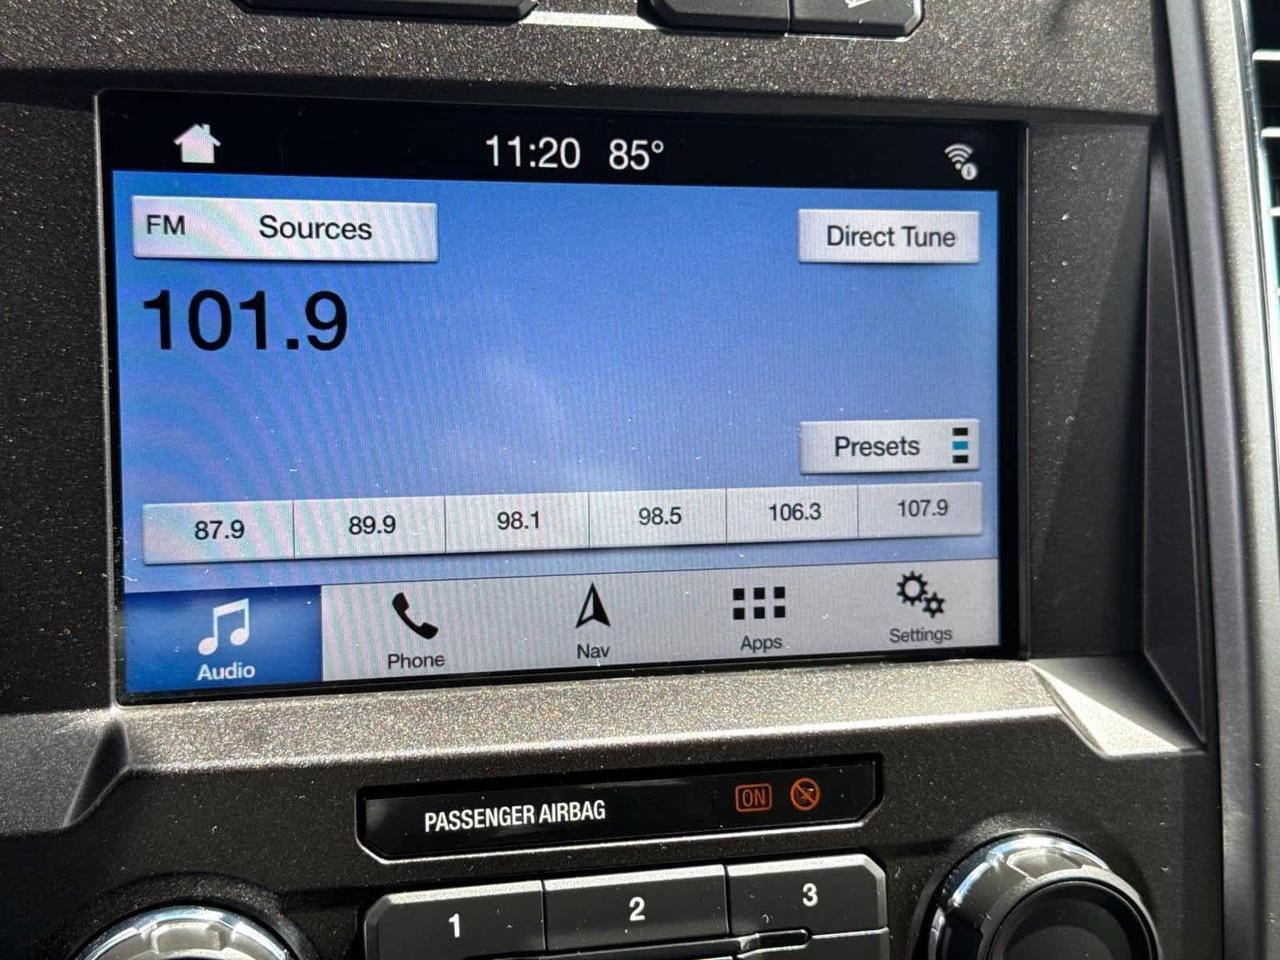 11:20 85°
FM Sources
Direct Tune
101.9
Presets
87.9 89.9 98.1 98.5 106.3 107.9
Audio Phone Nav Apps Settings
PASSENGER AIRBAG ON
1 2 3